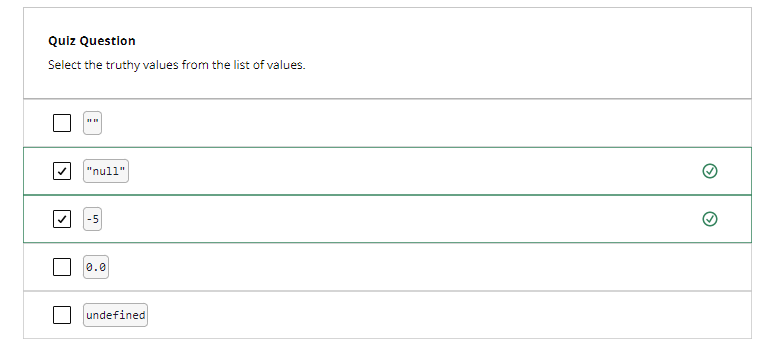 Quiz Question
Select the truthy values from the list of values.
""
"null"
-5
0.0
undefined